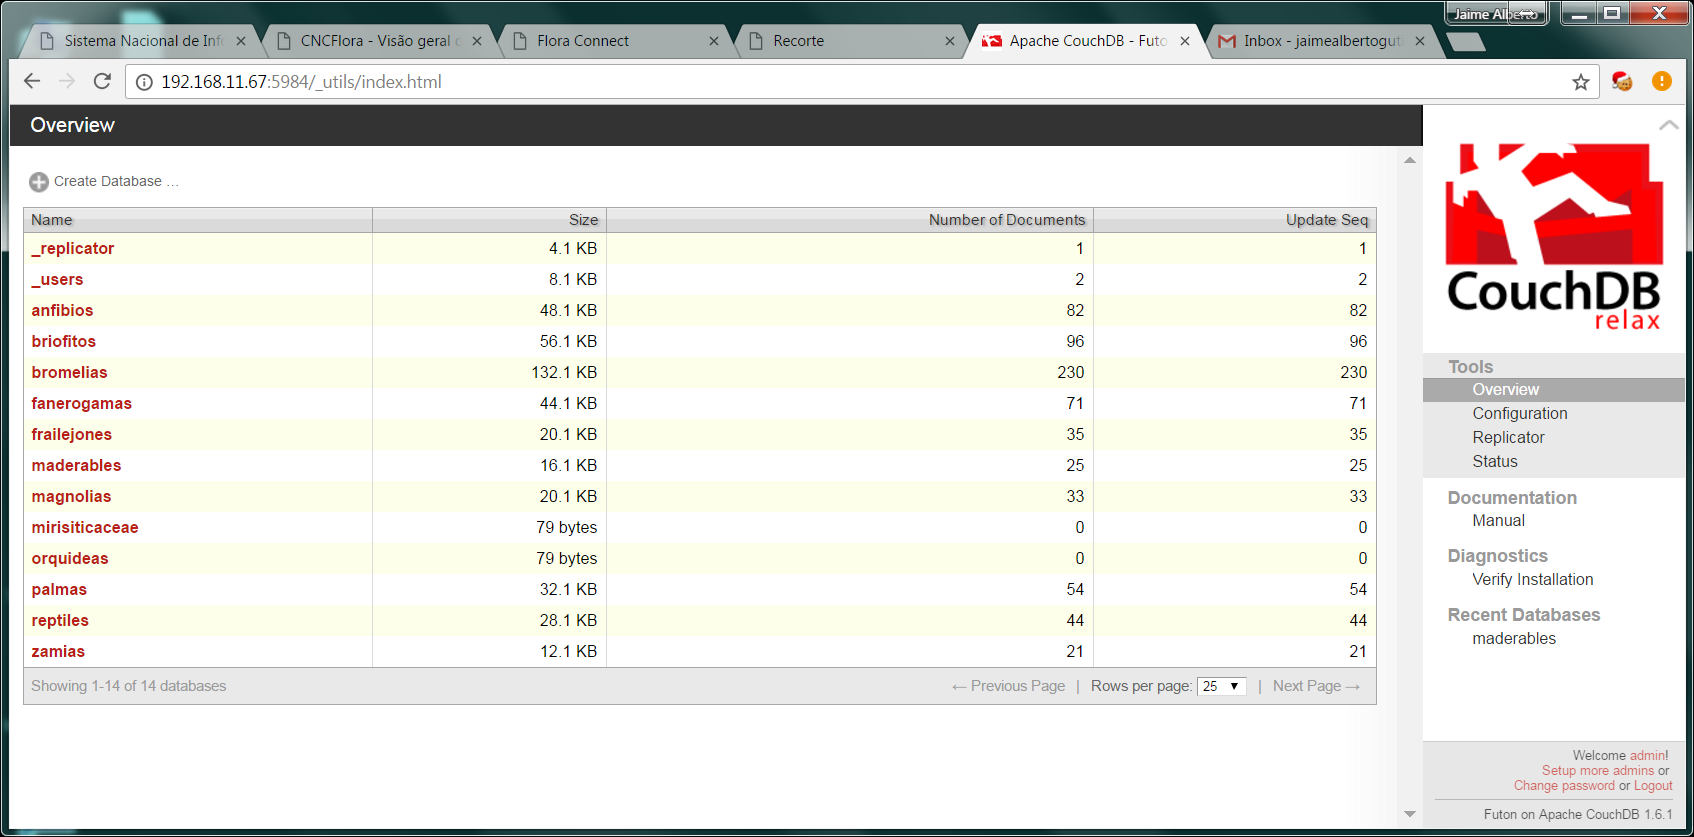 Jaime Alberto
Sistema Nacional de Inf
CNCFlora - Visão geral
Flora Connect
Recorte
Apache CouchDB - Futo
Inbox - jaimealbertogut
192.168.11.67:5984/_utils/index.html
Overview
Create Database …
Name Size Number of Documents Update Seq
_replicator 4.1 KB 1 1
_users 8.1 KB 2 2
anfibios 48.1 KB 82 82
briofitos 56.1 KB 96 96
bromelias 132.1 KB 230 230
fanerogamas 44.1 KB 71 71
frailejones 20.1 KB 35 35
maderables 16.1 KB 25 25
magnolias 20.1 KB 33 33
mirisiticaceae 79 bytes 0 0
orquideas 79 bytes 0 0
palmas 32.1 KB 54 54
reptiles 28.1 KB 44 44
zamias 12.1 KB 21 21
Showing 1-14 of 14 databases ← Previous Page | Rows per page: 25 | Next Page →
CouchDB
relax
Tools
Overview
Configuration
Replicator
Status
Documentation
Manual
Diagnostics
Verify Installation
Recent Databases
maderables
Welcome admin!
Setup more admins or
Change password or Logout
Futon on Apache CouchDB 1.6.1